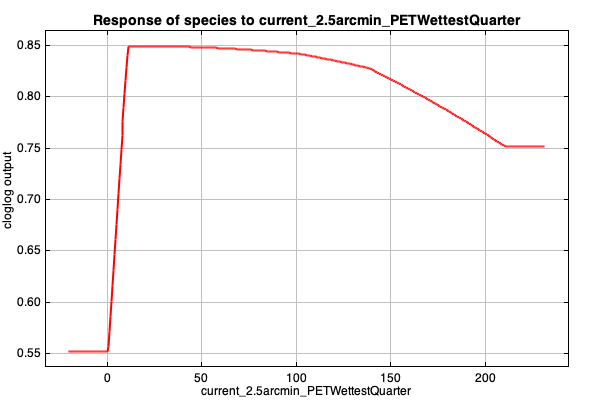 Response of species to current_2.5arcmin_PETWettestQuarter
cloglog output
0.85
0.80
0.75
0.70
0.65
0.60
0.55
0 50 100 150 200
current_2.5arcmin_PETWettestQuarter